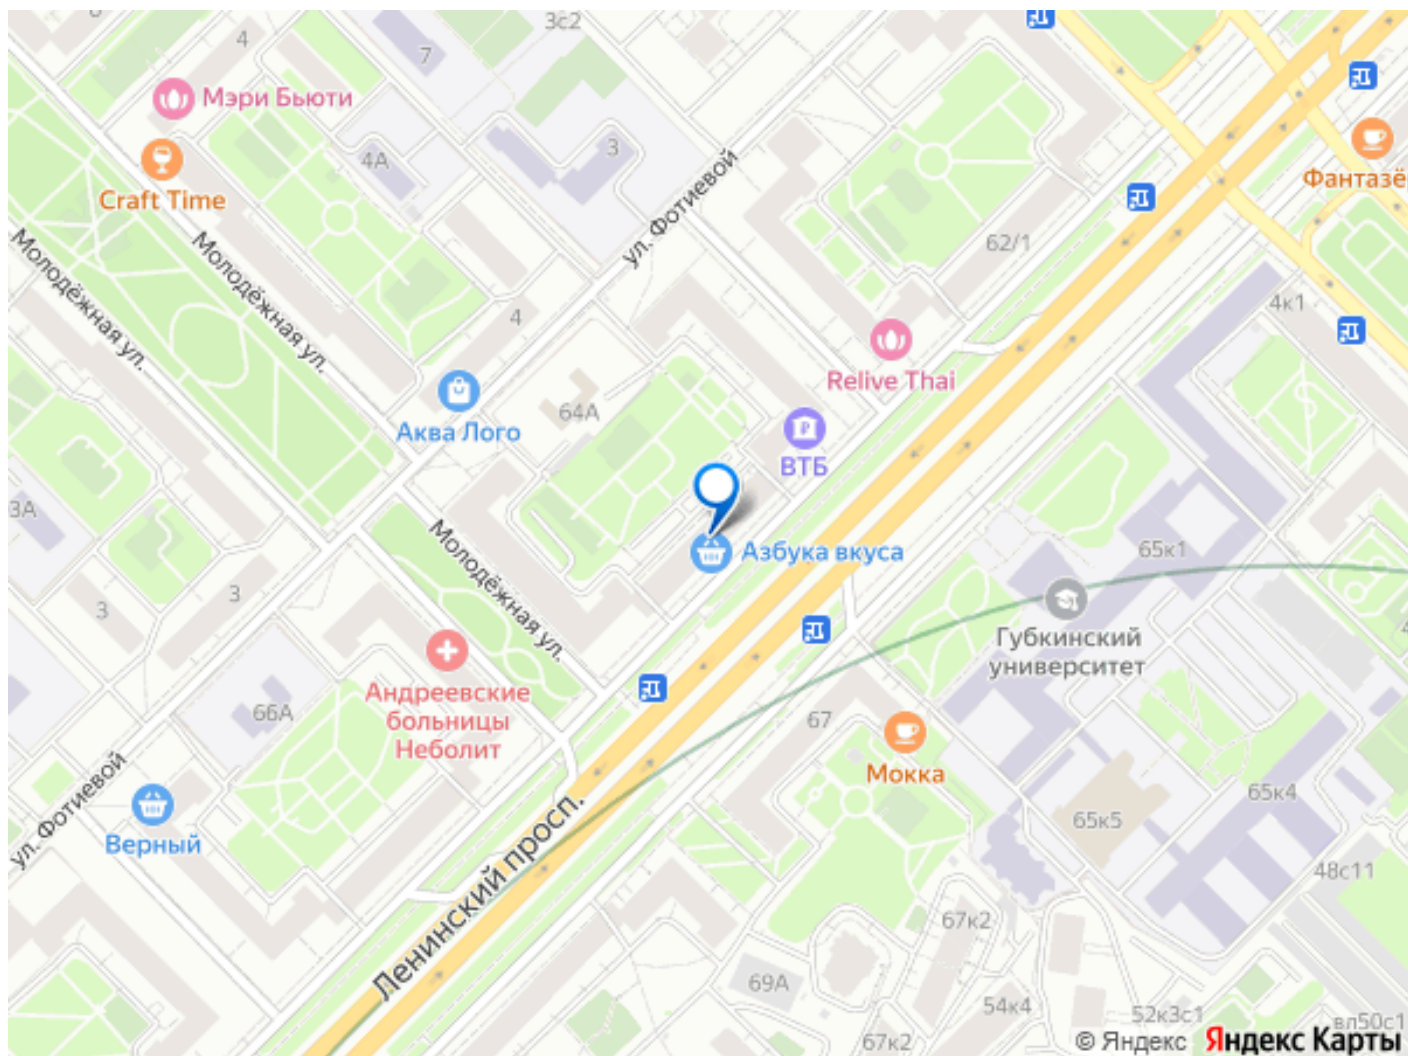 3с2
4
7
Мэри Бьюти
3
4А
Craft Time
Фантазё
ул. Фотиевой
62/1
Молодёжная ул.
Молодёжная ул.
4к1
4
Relive Thai
64А
Аква Лого
ВТБ
3А
Азбука вкуса
65к1
Молодёжная ул.
3
3
Губкинский
университет
Андреевские
больницы
Неболит
66А
67
Мокка
65к4
65к5
ул. Фотиевой
Верный
Ленинский просп.
48с11
67к2
69А
54к4
52к3с1
вл50с1
67к2
© Яндекс Яндекс Карты